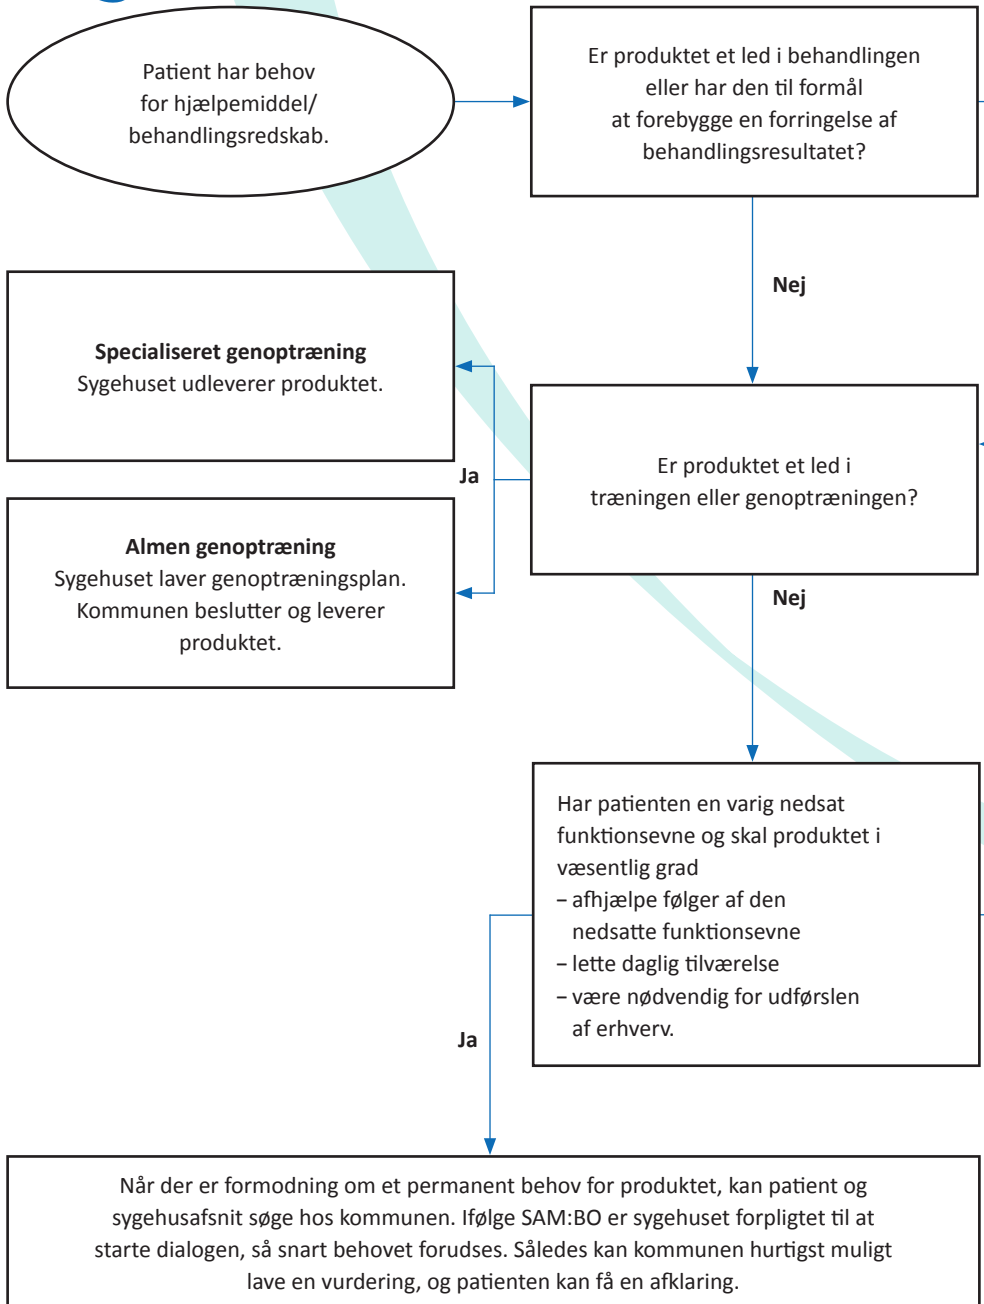 Patient har behov
for hjælpemiddel/
behandlingsredskab.
Er produktet et led i behandlingen
eller har den til formål
at forebygge en forringelse af
behandlingsresultatet?
Nej
Specialiseret genoptræning
Sygehuset udleverer produktet.
Ja
Er produktet et led i
træningen eller genoptræningen?
Almen genoptræning
Sygehuset laver genoptræningsplan.
Kommunen beslutter og leverer
produktet.
Nej
Har patienten en varig nedsat
funktionsevne og skal produktet i
væsentlig grad
– afhjælpe følger af den
nedsatte funktionsevne
– lette daglig tilværelse
– være nødvendig for udførslen
af erhverv.
Ja
Når der er formodning om et permanent behov for produktet, kan patient og
sygehusafsnit søge hos kommunen. Ifølge SAM:BO er sygehuset forpligtet til at
starte dialogen, så snart behovet forudses. Således kan kommunen hurtigst muligt
lave en vurdering, og patienten kan få en afklaring.